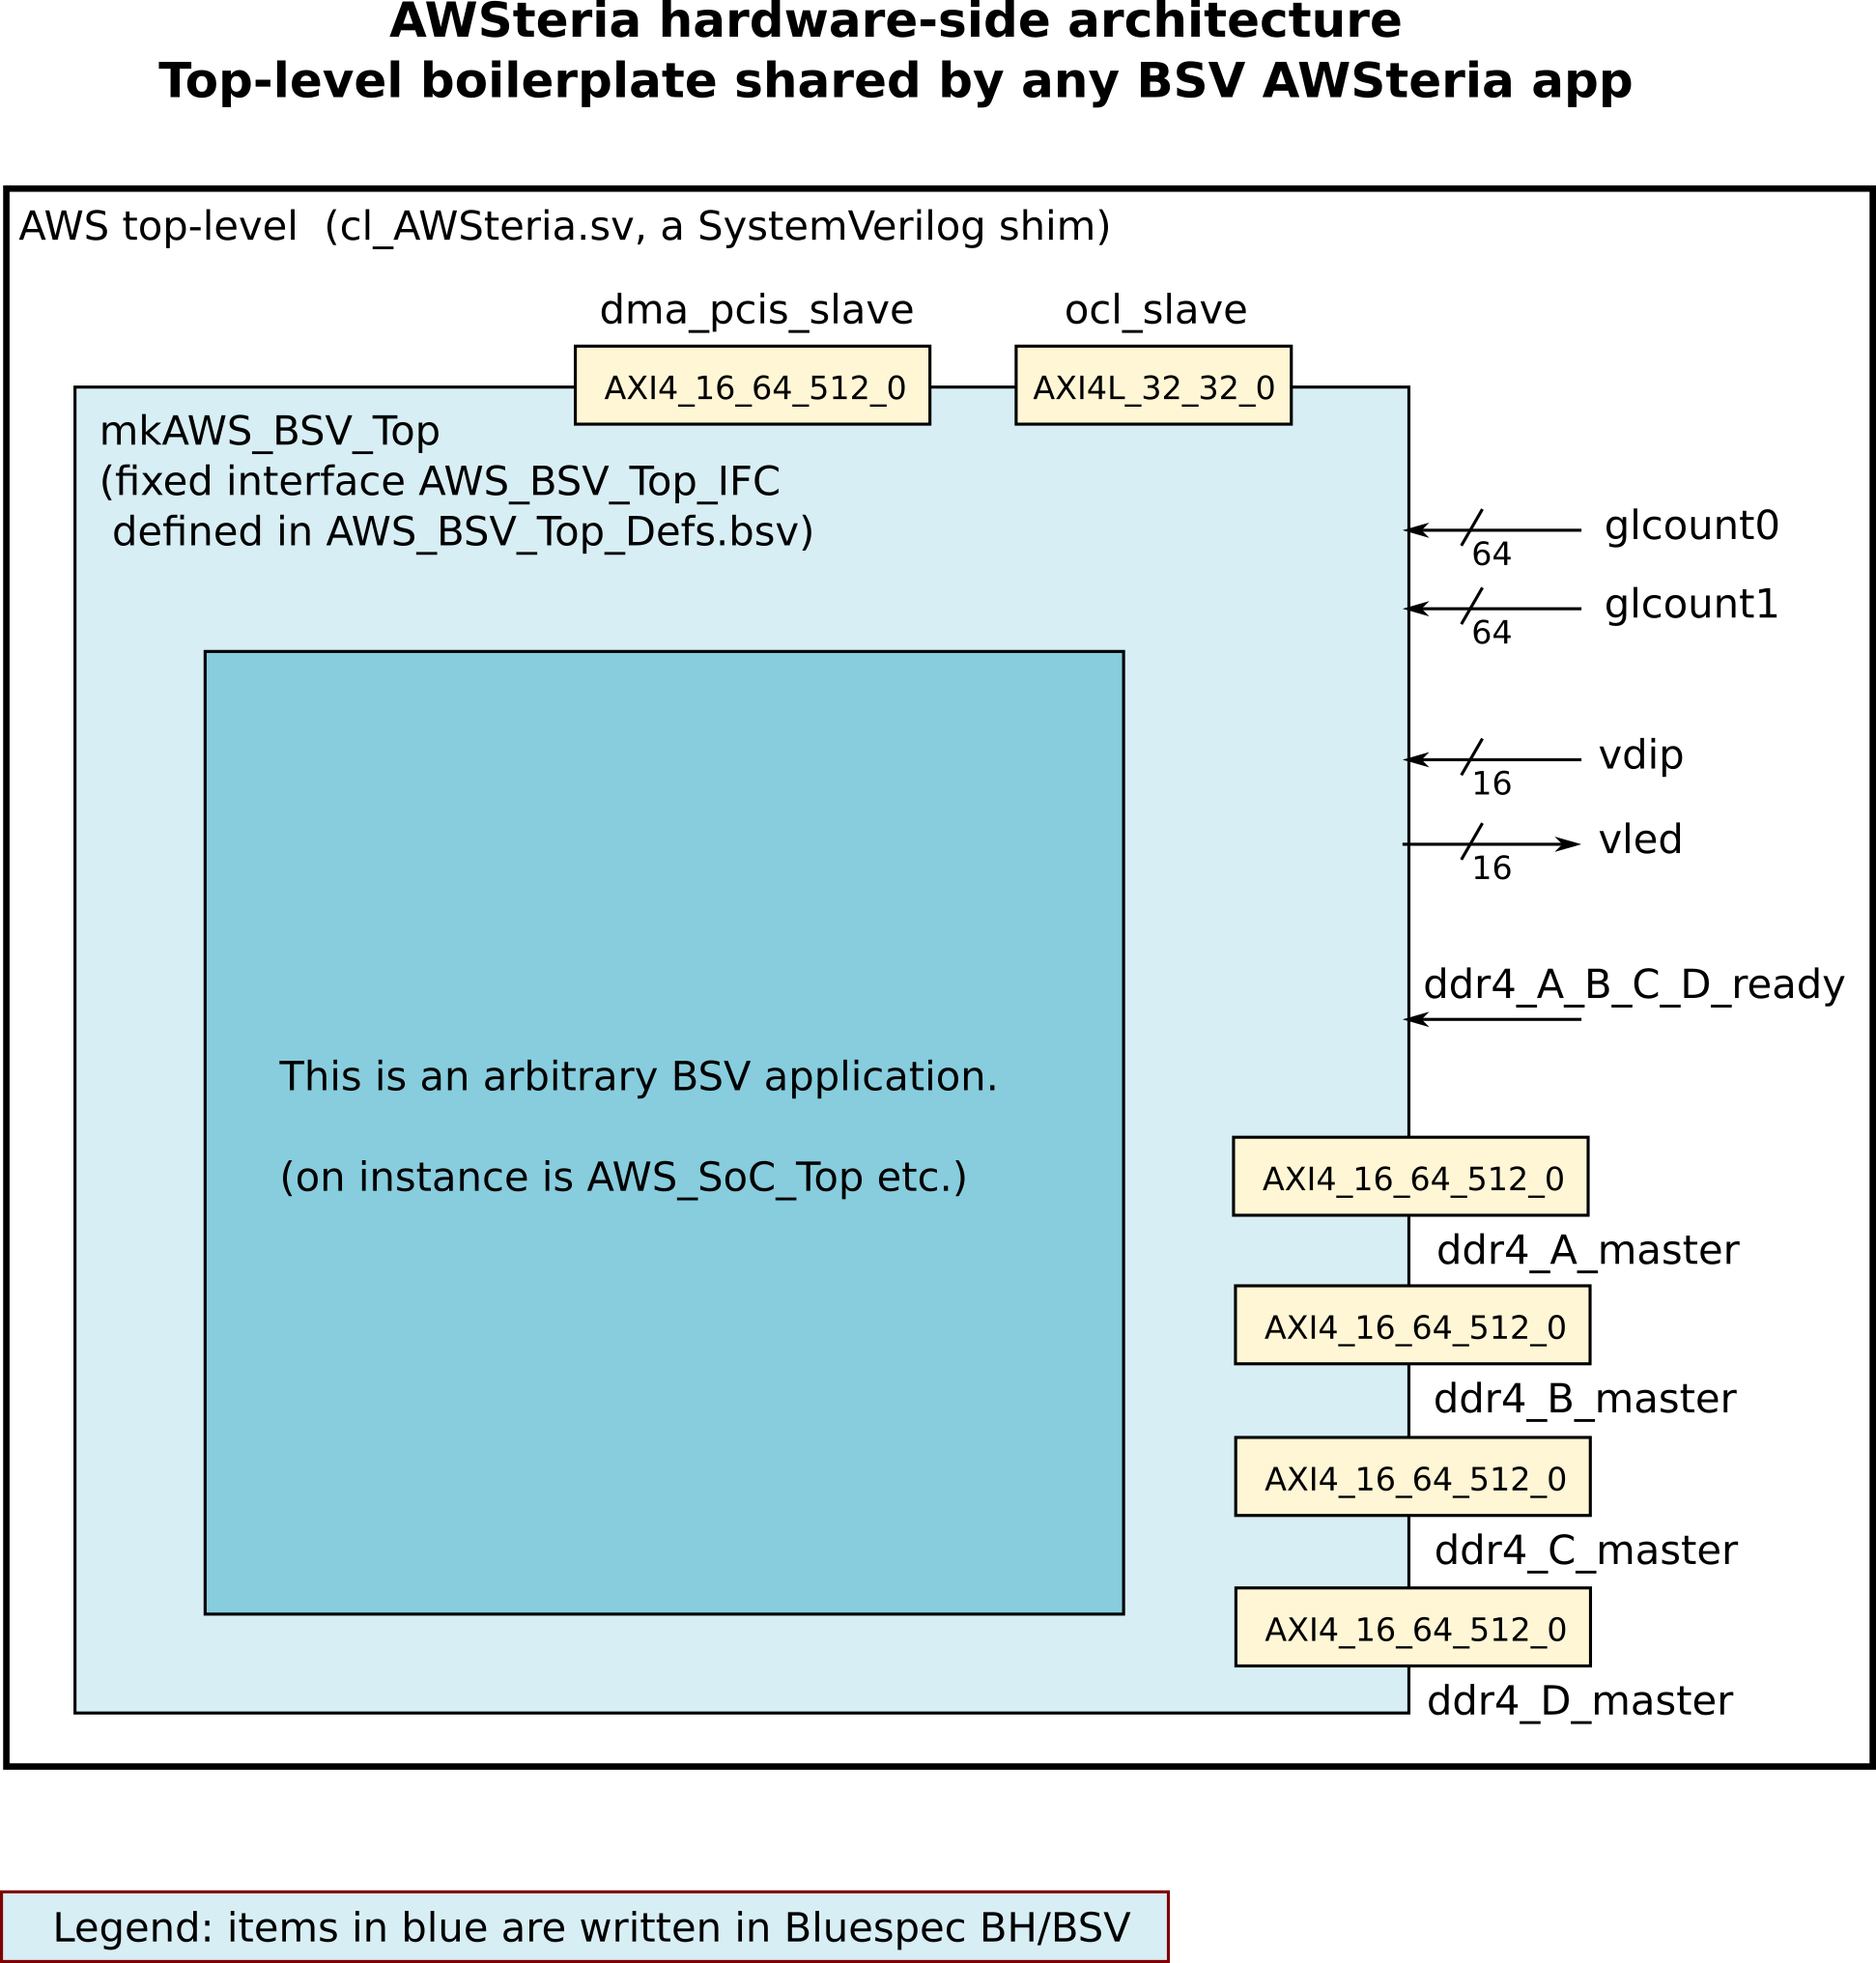 AWSteria hardware-side architecture
Top-level boilerplate shared by any BSV AWSteria app
AWS top-level (cl_AWSteria.sv, a SystemVerilog shim)
dma_pcis_slave
ocl_slave
AXI4_16_64_512_0
AXI4L_32_32_0
mkAWS_BSV_Top
(fixed interface AWS_BSV_Top_IFC
defined in AWS_BSV_Top_Defs.bsv)
glcount0
64
glcount1
64
vdip
16
vled
16
ddr4_A_B_C_D_ready
This is an arbitrary BSV application.
(on instance is AWS_SoC_Top etc.)
AXI4_16_64_512_0
ddr4_A_master
AXI4_16_64_512_0
ddr4_B_master
AXI4_16_64_512_0
ddr4_C_master
AXI4_16_64_512_0
ddr4_D_master
Legend: items in blue are written in Bluespec BH/BSV